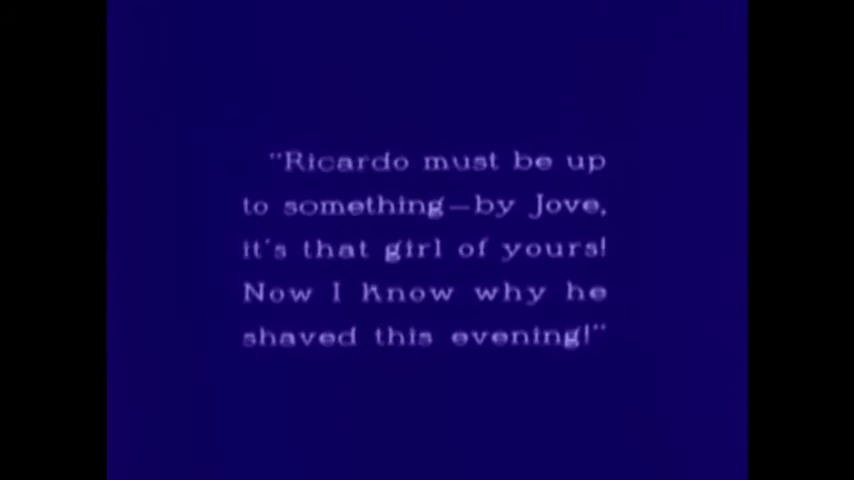 "Ricardo must be up
to something—by Jove,
it's that girl of yours!
Now I know why he
shaved this evening!"